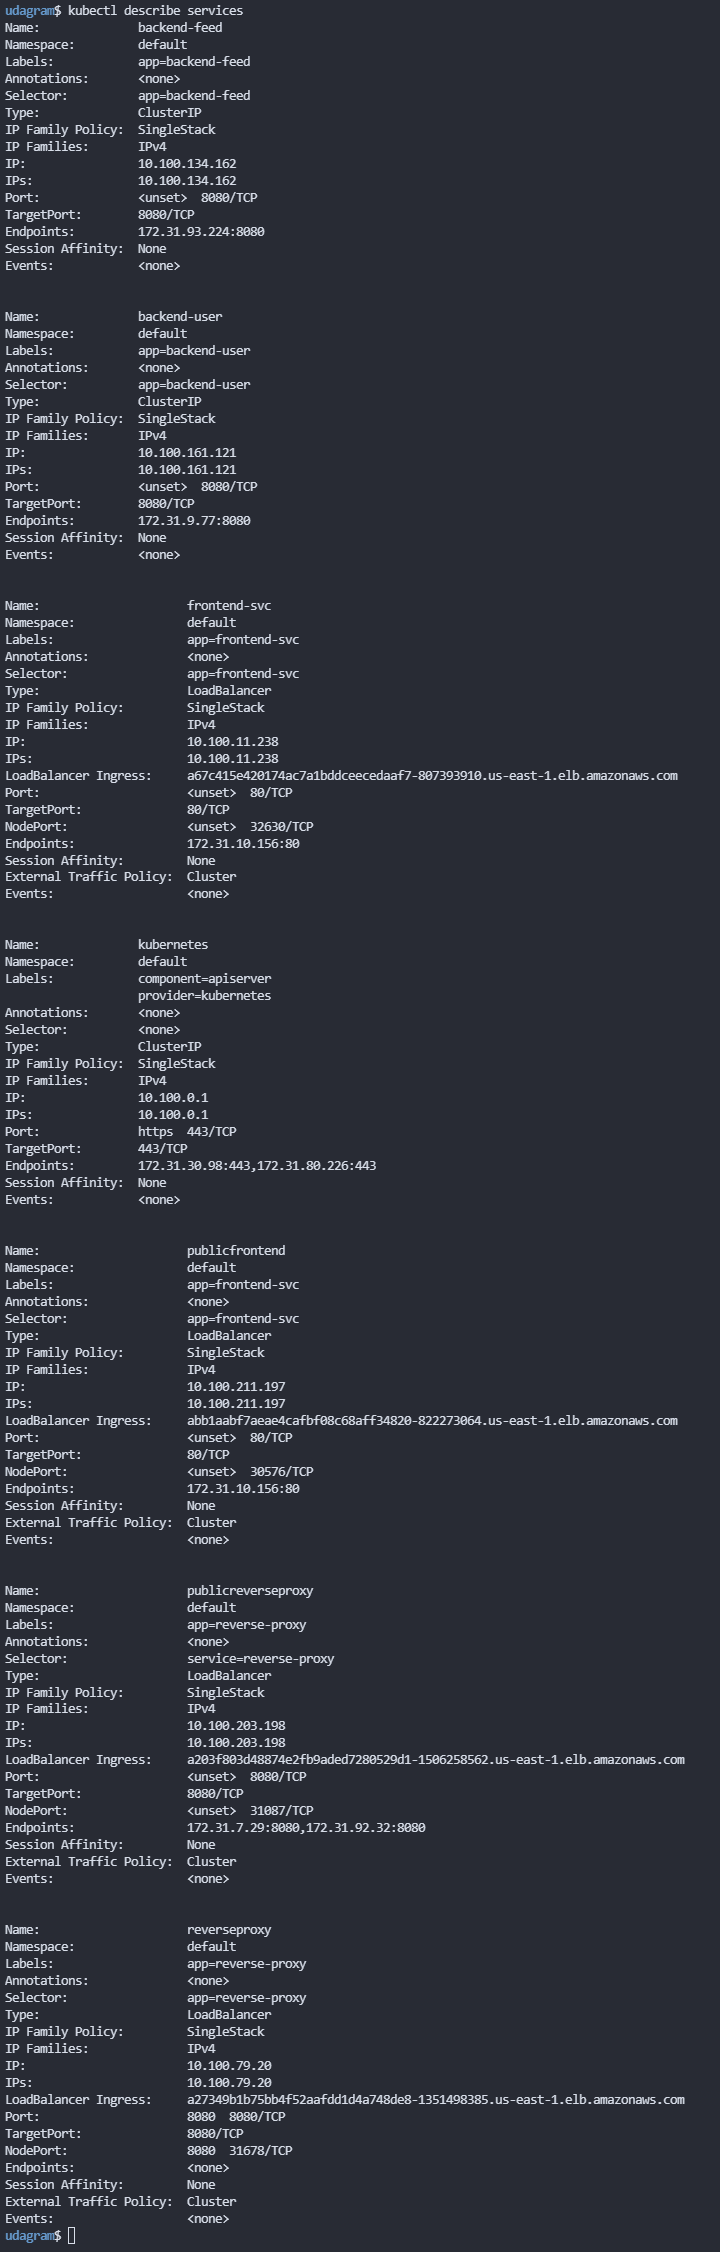 udagram$ kubectl describe services
Name:              backend-feed
Namespace:         default
Labels:            app=backend-feed
Annotations:       <none>
Selector:          app=backend-feed
Type:              ClusterIP
IP Family Policy:  SingleStack
IP Families:       IPv4
IP:                10.100.134.162
IPs:               10.100.134.162
Port:              <unset>  8080/TCP
TargetPort:        8080/TCP
Endpoints:         172.31.93.224:8080
Session Affinity:  None
Events:            <none>
Name:              backend-user
Namespace:         default
Labels:            app=backend-user
Annotations:       <none>
Selector:          app=backend-user
Type:              ClusterIP
IP Family Policy:  SingleStack
IP Families:       IPv4
IP:                10.100.161.121
IPs:               10.100.161.121
Port:              <unset>  8080/TCP
TargetPort:        8080/TCP
Endpoints:         172.31.9.77:8080
Session Affinity:  None
Events:            <none>
Name:                     frontend-svc
Namespace:                default
Labels:                   app=frontend-svc
Annotations:              <none>
Selector:                 app=frontend-svc
Type:                     LoadBalancer
IP Family Policy:         SingleStack
IP Families:              IPv4
IP:                       10.100.11.238
IPs:                      10.100.11.238
LoadBalancer Ingress:     a67c415e420174ac7a1bddceecedaaf7-807393910.us-east-1.elb.amazonaws.com
Port:                     <unset>  80/TCP
TargetPort:               80/TCP
NodePort:                 <unset>  32630/TCP
Endpoints:                172.31.10.156:80
Session Affinity:         None
External Traffic Policy:  Cluster
Events:                   <none>
Name:              kubernetes
Namespace:         default
Labels:            component=apiserver
                   provider=kubernetes
Annotations:       <none>
Selector:          <none>
Type:              ClusterIP
IP Family Policy:  SingleStack
IP Families:       IPv4
IP:                10.100.0.1
IPs:               10.100.0.1
Port:              https  443/TCP
TargetPort:        443/TCP
Endpoints:         172.31.30.98:443,172.31.80.226:443
Session Affinity:  None
Events:            <none>
Name:                     publicfrontend
Namespace:                default
Labels:                   app=frontend-svc
Annotations:              <none>
Selector:                 app=frontend-svc
Type:                     LoadBalancer
IP Family Policy:         SingleStack
IP Families:              IPv4
IP:                       10.100.211.197
IPs:                      10.100.211.197
LoadBalancer Ingress:     abb1aabf7aeae4cafbf08c68aff34820-822273064.us-east-1.elb.amazonaws.com
Port:                     <unset>  80/TCP
TargetPort:               80/TCP
NodePort:                 <unset>  30576/TCP
Endpoints:                172.31.10.156:80
Session Affinity:         None
External Traffic Policy:  Cluster
Events:                   <none>
Name:                     publicreverseproxy
Namespace:                default
Labels:                   app=reverse-proxy
Annotations:              <none>
Selector:                 service=reverse-proxy
Type:                     LoadBalancer
IP Family Policy:         SingleStack
IP Families:              IPv4
IP:                       10.100.203.198
IPs:                      10.100.203.198
LoadBalancer Ingress:     a203f803d48874e2fb9aded7280529d1-1506258562.us-east-1.elb.amazonaws.com
Port:                     <unset>  8080/TCP
TargetPort:               8080/TCP
NodePort:                 <unset>  31087/TCP
Endpoints:                172.31.7.29:8080,172.31.92.32:8080
Session Affinity:         None
External Traffic Policy:  Cluster
Events:                   <none>
Name:                     reverseproxy
Namespace:                default
Labels:                   app=reverse-proxy
Annotations:              <none>
Selector:                 app=reverse-proxy
Type:                     LoadBalancer
IP Family Policy:         SingleStack
IP Families:              IPv4
IP:                       10.100.79.20
IPs:                      10.100.79.20
LoadBalancer Ingress:     a27349b1b75bb4f52aafdd1d4a748de8-1351498385.us-east-1.elb.amazonaws.com
Port:                     8080  8080/TCP
TargetPort:               8080/TCP
NodePort:                 8080  31678/TCP
Endpoints:                <none>
Session Affinity:         None
External Traffic Policy:  Cluster
Events:                   <none>
udagram$